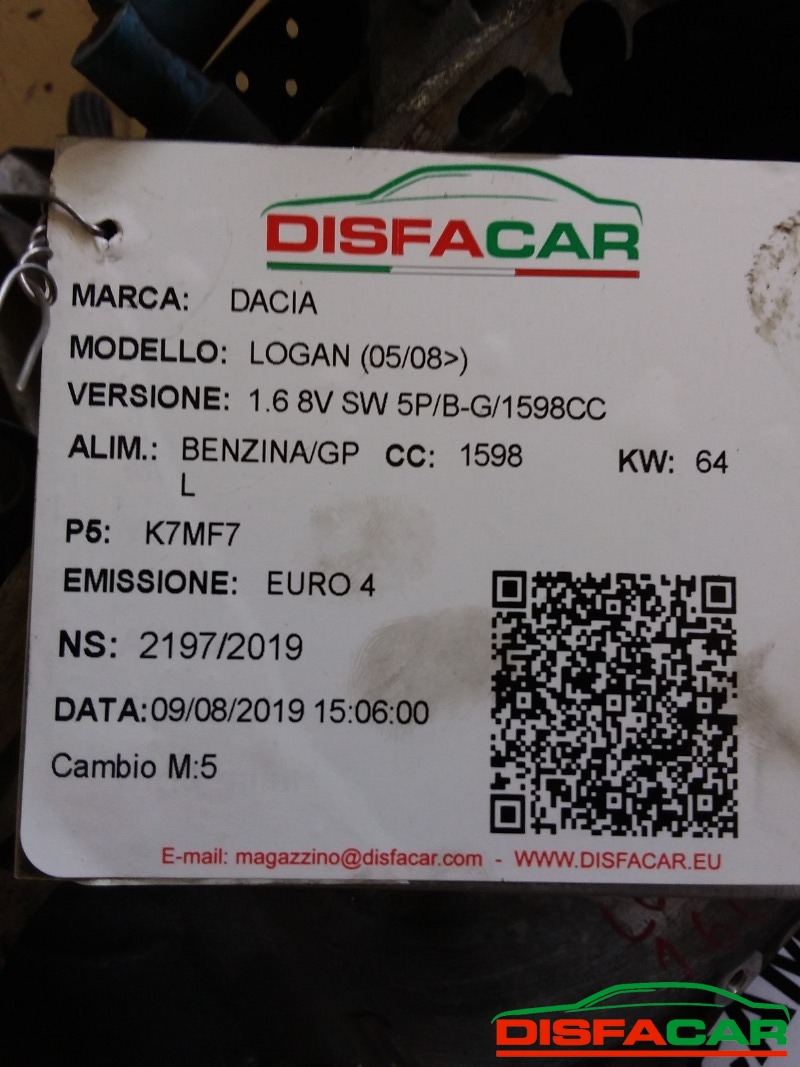 DISFACAR
MARCA: DACIA
MODELLO: LOGAN (05/08>)
VERSIONE: 1.6 8V SW 5P/B-G/1598CC
ALIM.: BENZINA/GP CC: 1598 KW: 64
L
P5: K7MF7
EMISSIONE: EURO 4
NS: 2197/2019
DATA:09/08/2019 15:06:00
Cambio M:5
E-mail: magazzino@disfacar.com - WWW.DISFACAR.EU
DISFACAR